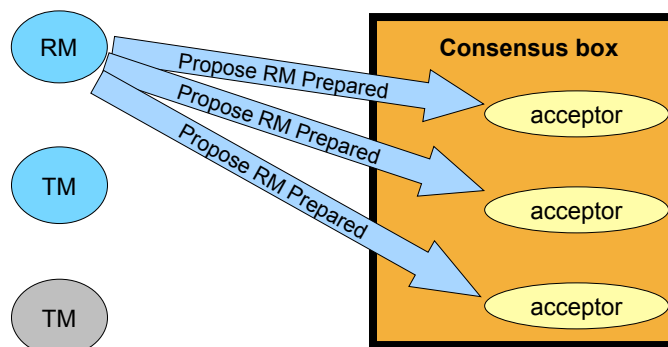 RM
Propose RM Prepared
Propose RM Prepared
Propose RM Prepared
TM
TM
Consensus box
acceptor
acceptor
acceptor